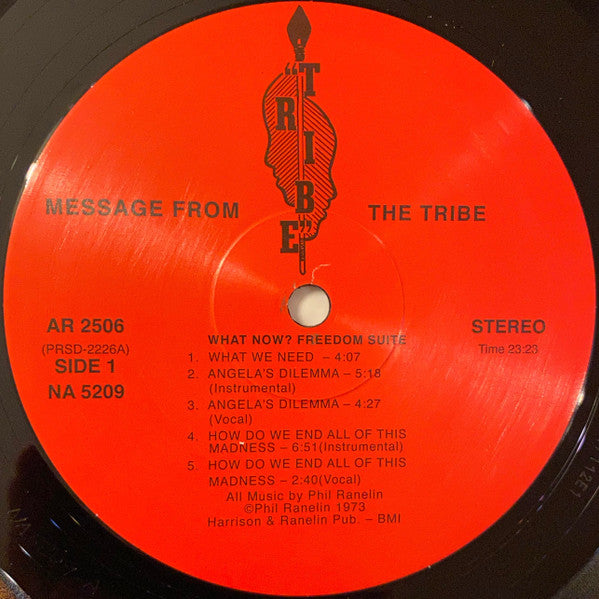 "TRIBE"
MESSAGE FROM THE TRIBE
AR 2506
(PRSD-2226A)
SIDE 1
NA 5209
STEREO
Time 23:23
WHAT NOW? FREEDOM SUITE
1. WHAT WE NEED – 4:07
2. ANGELA'S DILEMMA – 5:18
(Instrumental)
3. ANGELA'S DILEMMA – 4:27
(Vocal)
4. HOW DO WE END ALL OF THIS
MADNESS – 6:51(Instrumental)
5. HOW DO WE END ALL OF THIS
MADNESS – 2:40(Vocal)
All Music by Phil Ranelin
©Phil Ranelin 1973
Harrison & Ranelin Pub. – BMI